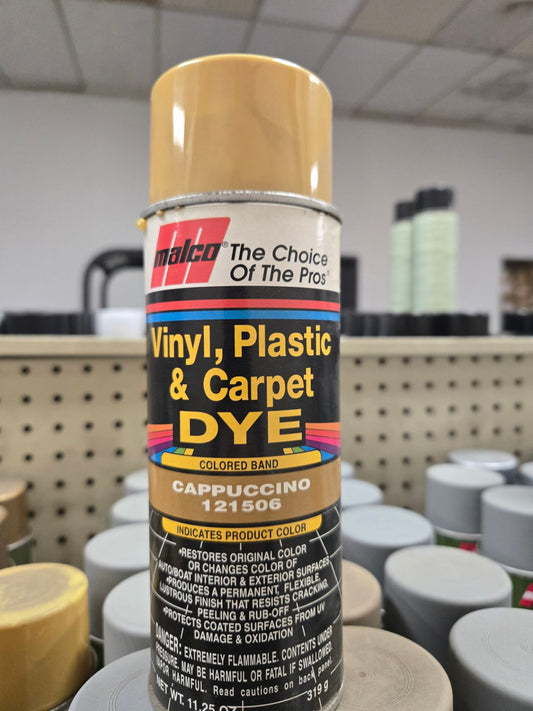 malco® The Choice
Of The Pros®
Vinyl, Plastic
& Carpet
DYE
COLORED BAND
CAPPUCCINO
121506
INDICATES PRODUCT COLOR
•RESTORES ORIGINAL COLOR
OR CHANGES COLOR OF
AUTO/BOAT INTERIOR & EXTERIOR SURFACES
•PRODUCES A PERMANENT, FLEXIBLE,
LUSTROUS FINISH THAT RESISTS CRACKING,
PEELING & RUB-OFF
•PROTECTS COATED SURFACES FROM UV
DAMAGE & OXIDATION
DANGER: EXTREMELY FLAMMABLE. CONTENTS UNDER
PRESSURE. MAY BE HARMFUL OR FATAL IF SWALLOWED.
VAPOR HARMFUL. Read cautions on back panel.
NET WT. 11.25 OZ. 319 g